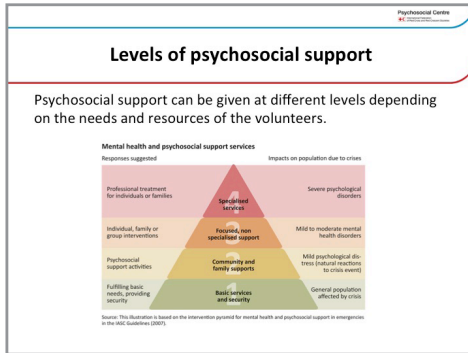 Psychosocial Centre
Levels of psychosocial support
Psychosocial support can be given at different levels depending
on the needs and resources of the volunteers.
Mental health and psychosocial support services
Responses suggested
Impacts on population due to crises
Professional treatment
for individuals or families
4
Specialised
services
Severe psychological
disorders
Individual, family or
group interventions
3
Focused, non
specialised support
Mild to moderate mental
health disorders
Psychosocial
support activities
2
Community and
family supports
Mild psychological dis-
tress (natural reactions
to crisis event)
Fulfilling basic
needs, providing
security
1
Basic services
and security
General population
affected by crisis
Source: This illustration is based on the intervention pyramid for mental health and psychosocial support in emergencies
in the IASC Guidelines (2007).